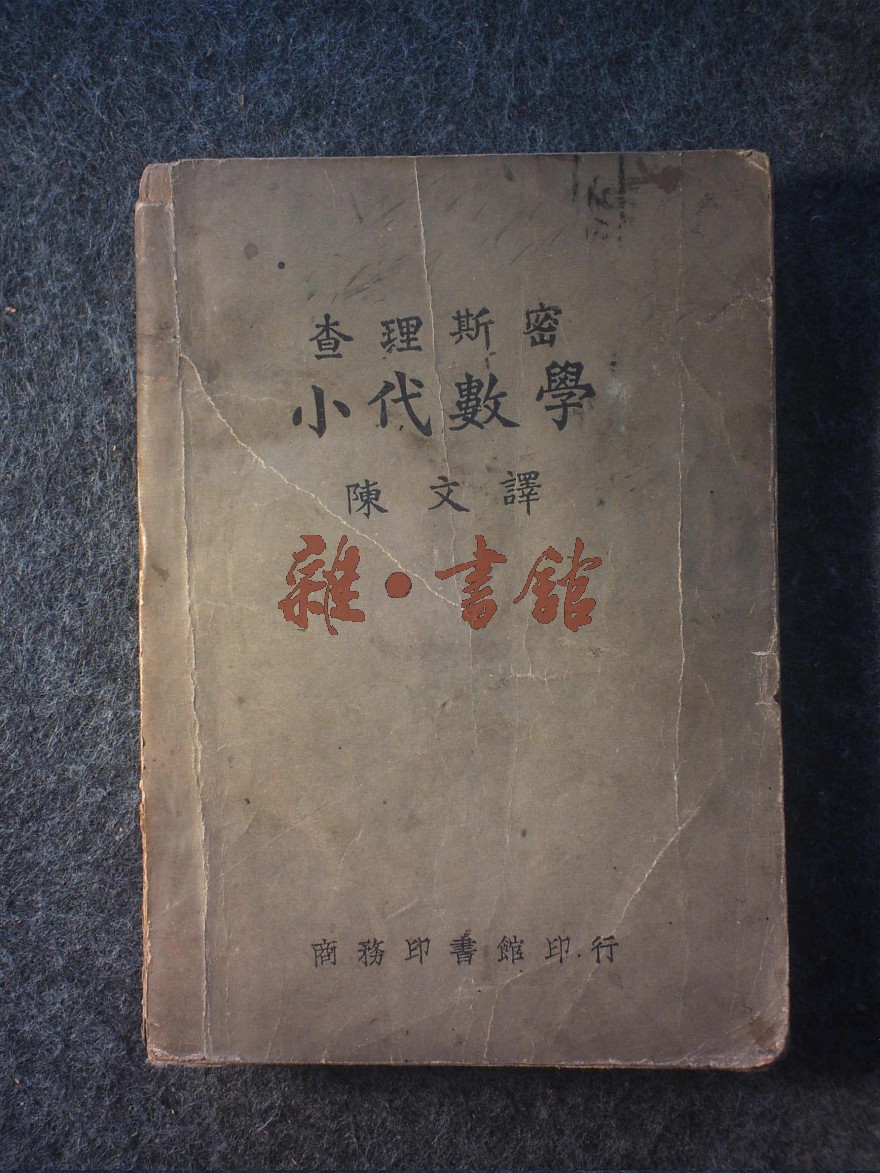 查理斯密
小代數學
陳文譯
雜·書館
商務印書館印行